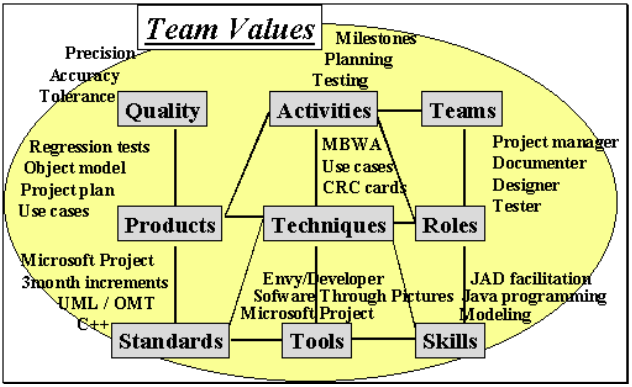 Team Values
Precision
Accuracy
Tolerance
Milestones
Planning
Testing
Quality
Activities
Teams
Regression tests
Object model
Project plan
Use cases
MBWA
Use cases
CRC cards
Project manager
Documenter
Designer
Tester
Products
Techniques
Roles
Microsoft Project
3month increments
UML / OMT
C++
Envy/Developer
Sofware Through Pictures
Microsoft Project
JAD facilitation
Java programming
Modeling
Standards
Tools
Skills